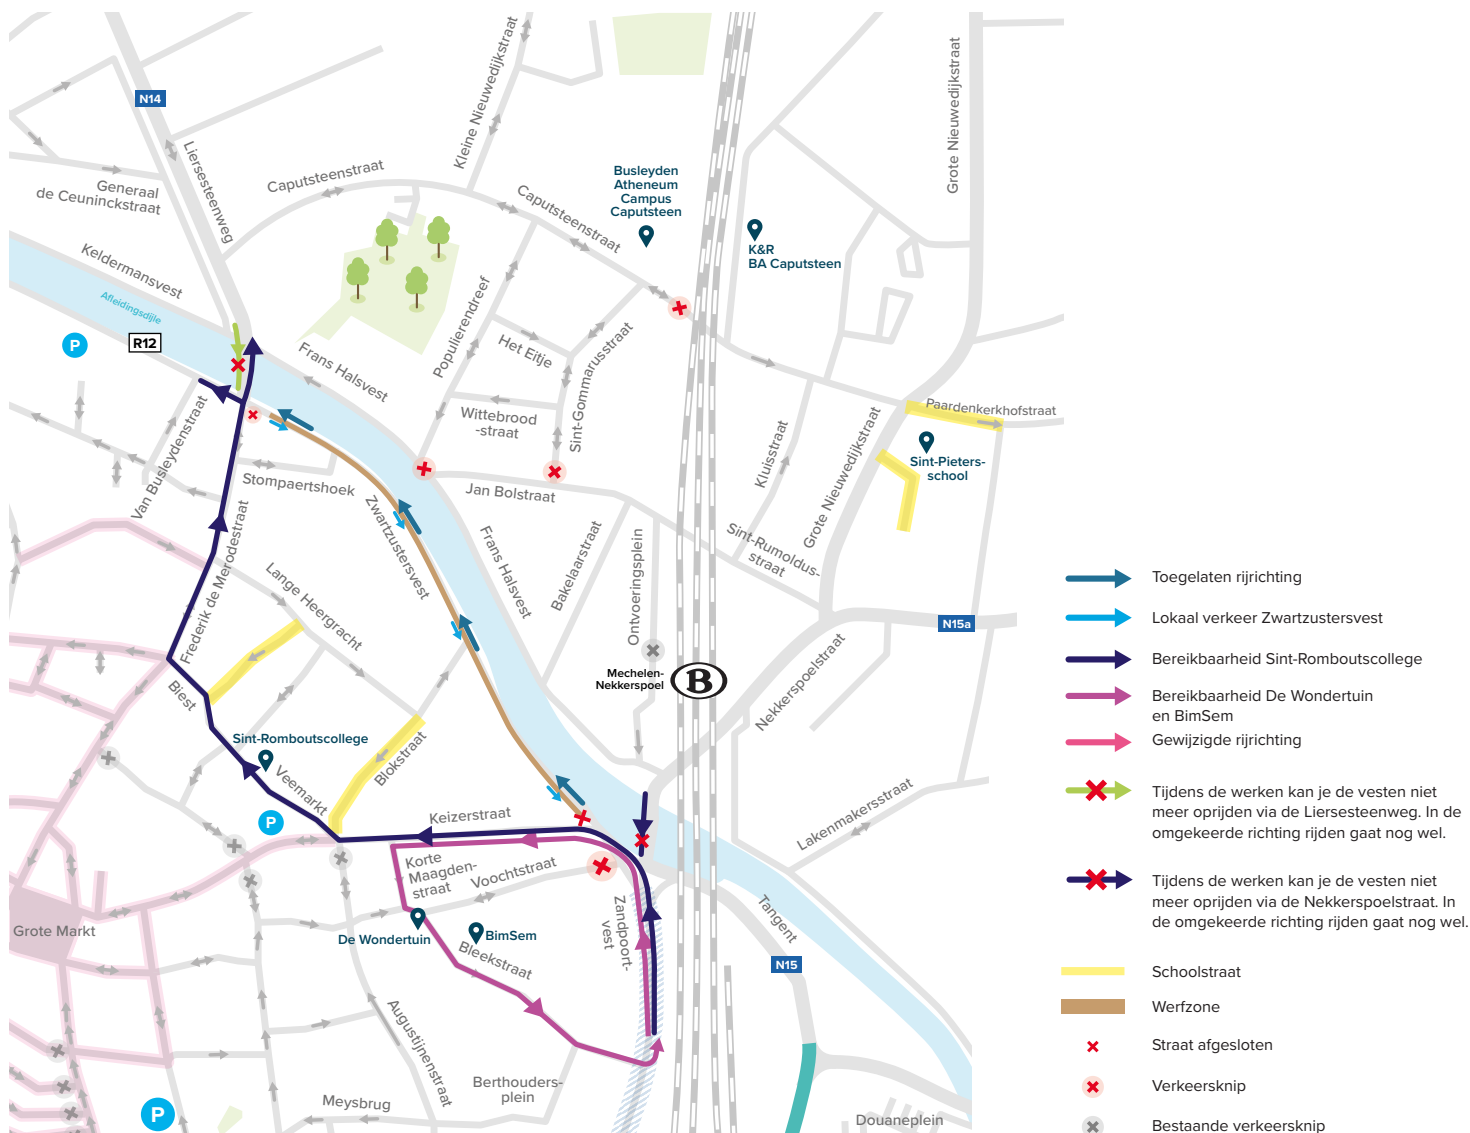 N14
Liersesteenweg
Generaal
de Ceuninckstraat
Caputsteenstraat
Kleine Nieuwedijkstraat
Caputsteenstraat
Busleyden
Atheneum
Campus
Caputsteen
K&R
BA Caputsteen
Grote Nieuwedijkstraat
Keldermansvest
Afleidingsdijle
P
R12
Frans Halsvest
Populierendreef
Het Eitje
Sint-Gommarusstraat
Wittebrood
-straat
Van Busleydenstraat
Stompaertshoek
Jan Bolstraat
Kluisstraat
Grote Nieuwedijkstraat
Paardenkerkhofstraat
Sint-Pieters-
school
Zwartzustersvest
Frans Halsvest
Bakelaarstraat
Ontvoeringsplein
Sint-Rumoldus-
straat
Frederik de Merodestraat
Lange Heergracht
N15a
Mechelen-
Nekkerspoel
B
Nekkerspoelstraat
Biest
Sint-Romboutscollege
Veemarkt
Blokstraat
P
Keizerstraat
Korte
Maagden-
straat
Voochtstraat
Lakenmakersstraat
Zandpoort-
vest
Tangent
Grote Markt
De Wondertuin
BimSem
Bleekstraat
N15
Augustijnenstraat
Berthouders-
plein
Meysbrug
P
Douaneplein
Toegelaten rijrichting
Lokaal verkeer Zwartzustersvest
Bereikbaarheid Sint-Romboutscollege
Bereikbaarheid De Wondertuin
en BimSem
Gewijzigde rijrichting
Tijdens de werken kan je de vesten niet
meer oprijden via de Liersesteenweg. In de
omgekeerde richting rijden gaat nog wel.
Tijdens de werken kan je de vesten niet
meer oprijden via de Nekkerspoelstraat. In
de omgekeerde richting rijden gaat nog wel.
Schoolstraat
Werfzone
Straat afgesloten
Verkeersknip
Bestaande verkeersknip